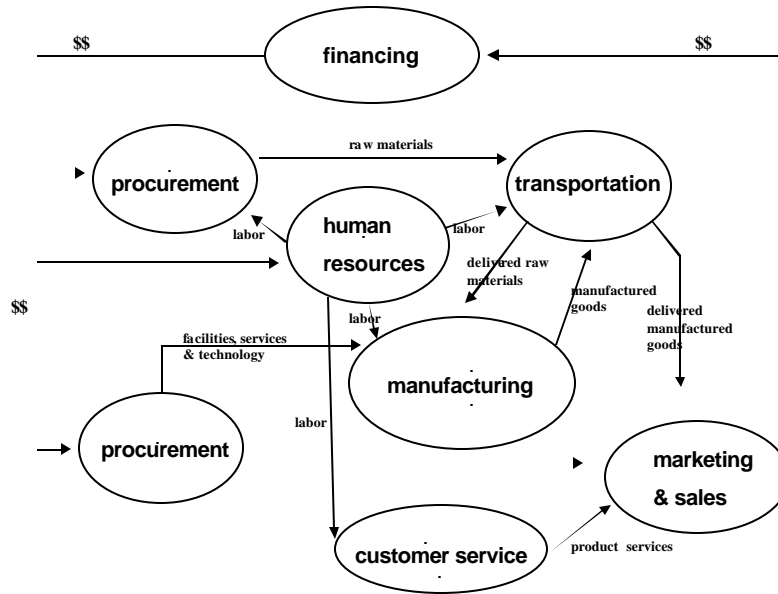 $$
$$
financing
raw materials
procurement
transportation
human
resources
labor
labor
delivered raw
materials
manufactured
goods
delivered
manufactured
goods
$$
labor
facilities, services
& technology
manufacturing
labor
procurement
marketing
& sales
customer service
product services